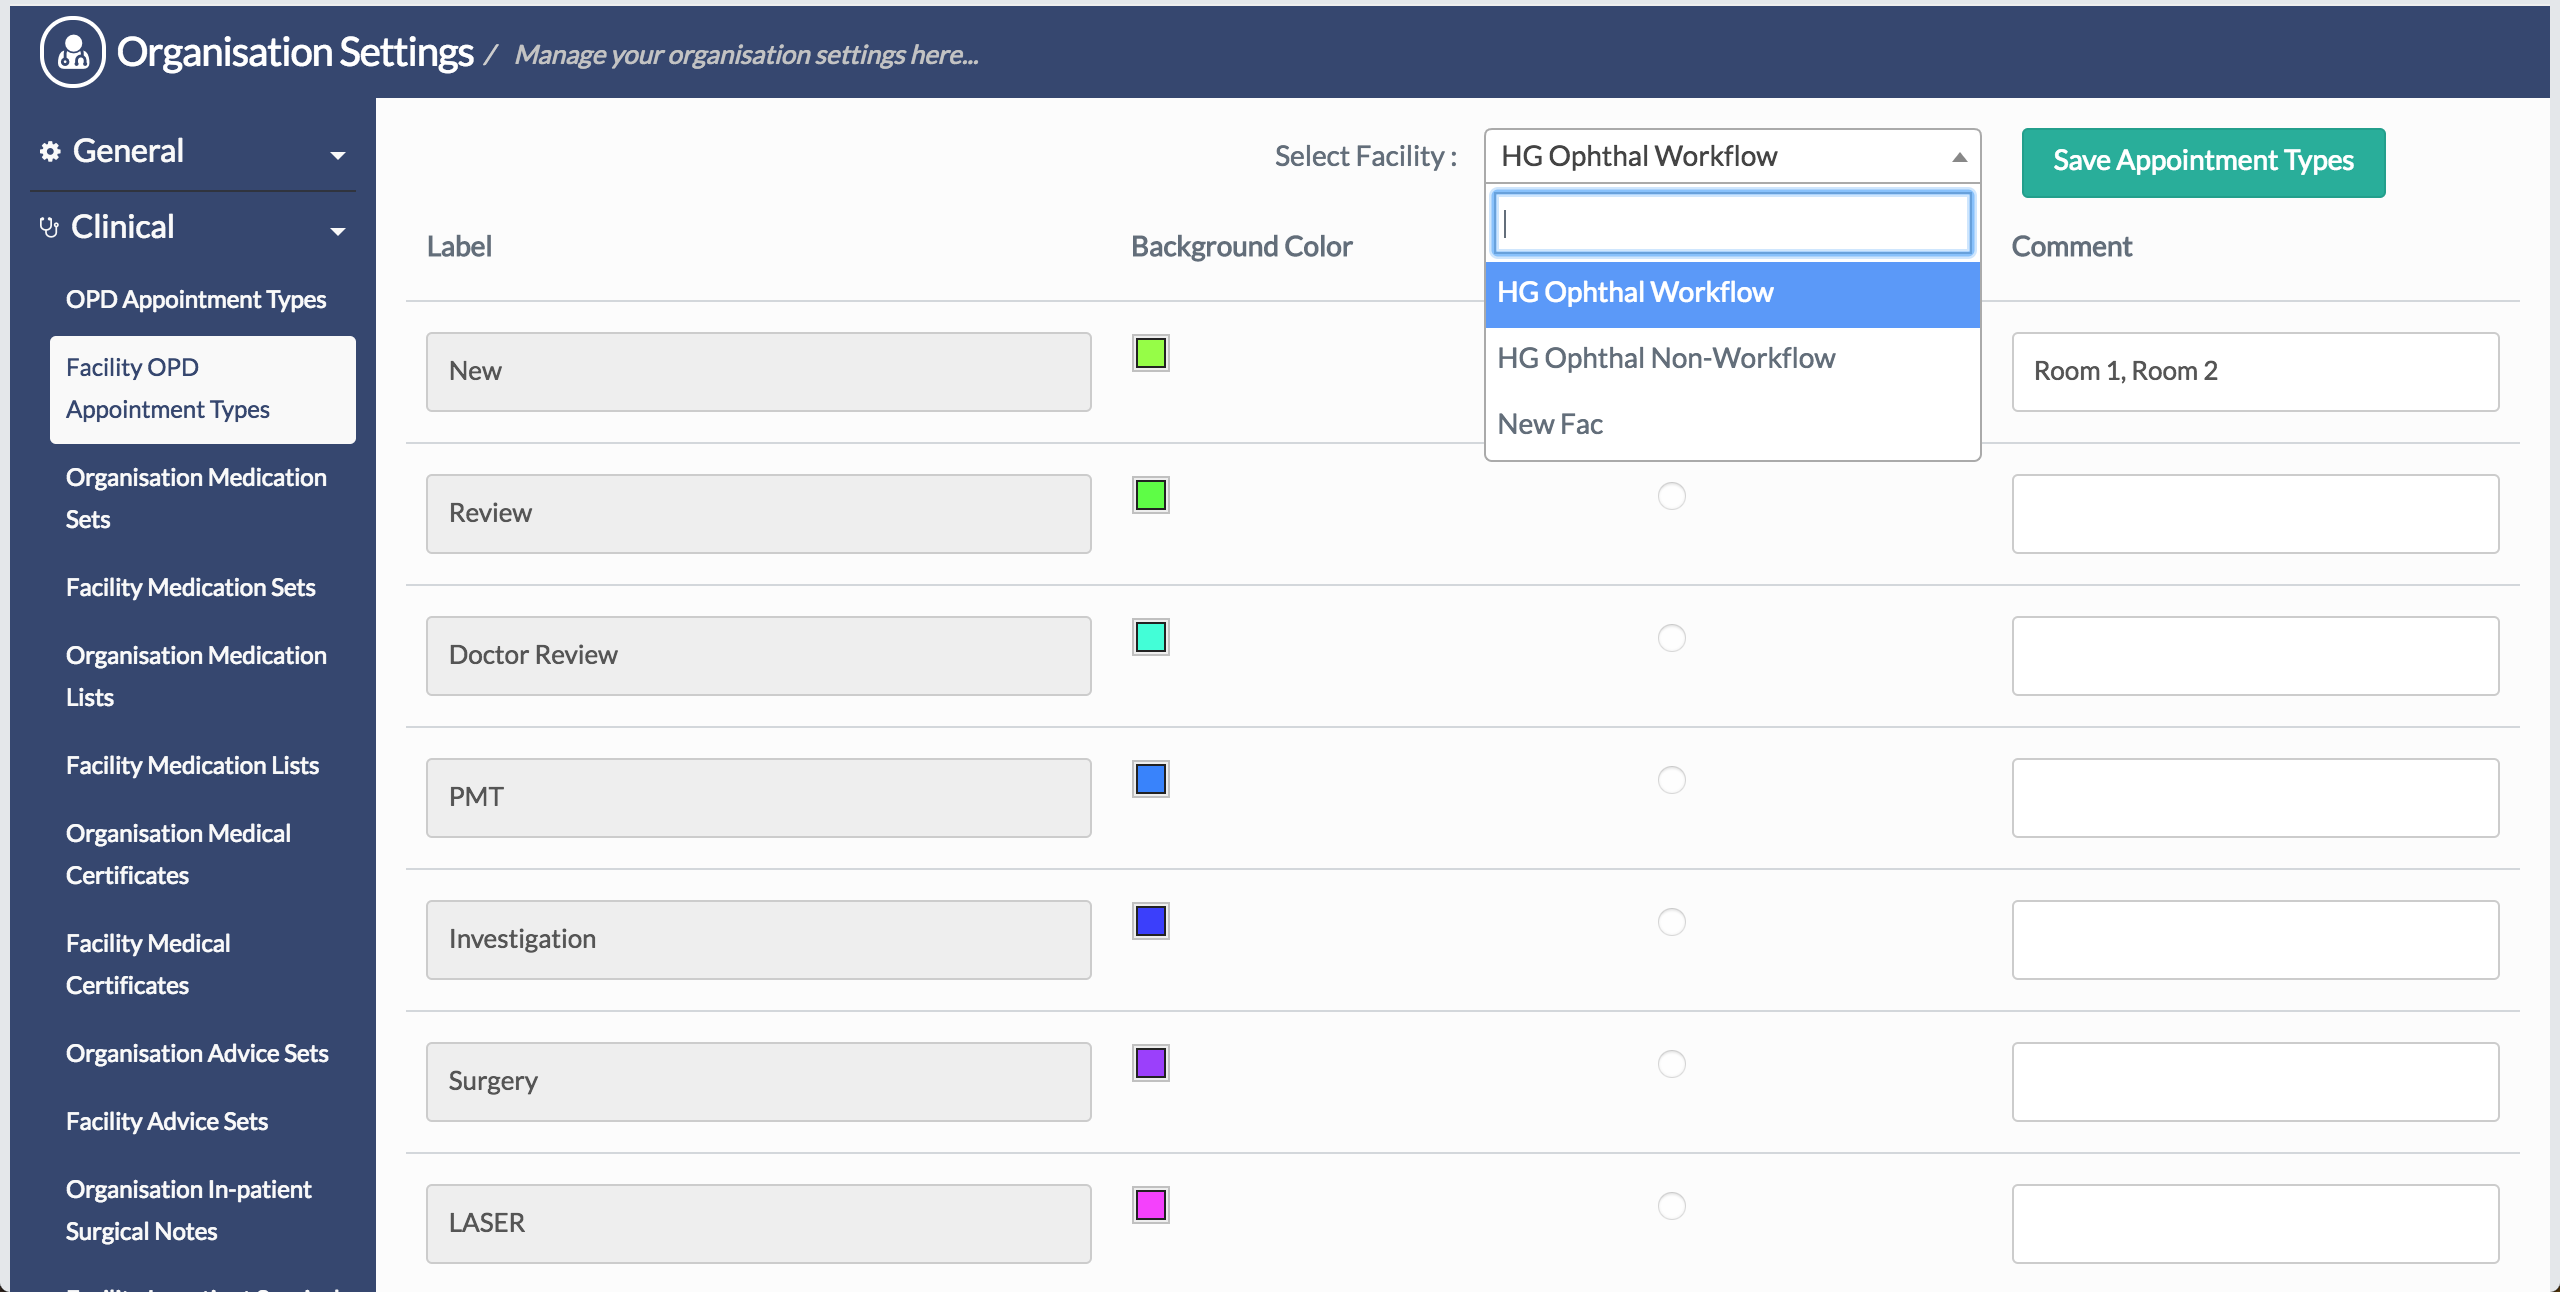 Organisation Settings / Manage your organisation settings here...
General
Clinical
OPD Appointment Types
Facility OPD
Appointment Types
Organisation Medication
Sets
Facility Medication Sets
Organisation Medication
Lists
Facility Medication Lists
Organisation Medical
Certificates
Facility Medical
Certificates
Organisation Advice Sets
Facility Advice Sets
Organisation In-patient
Surgical Notes
Select Facility : HG Ophthal Workflow
Save Appointment Types
HG Ophthal Workflow
HG Ophthal Non-Workflow
New Fac
Label Background Color Comment
New Room 1, Room 2
Review
Doctor Review
PMT
Investigation
Surgery
LASER